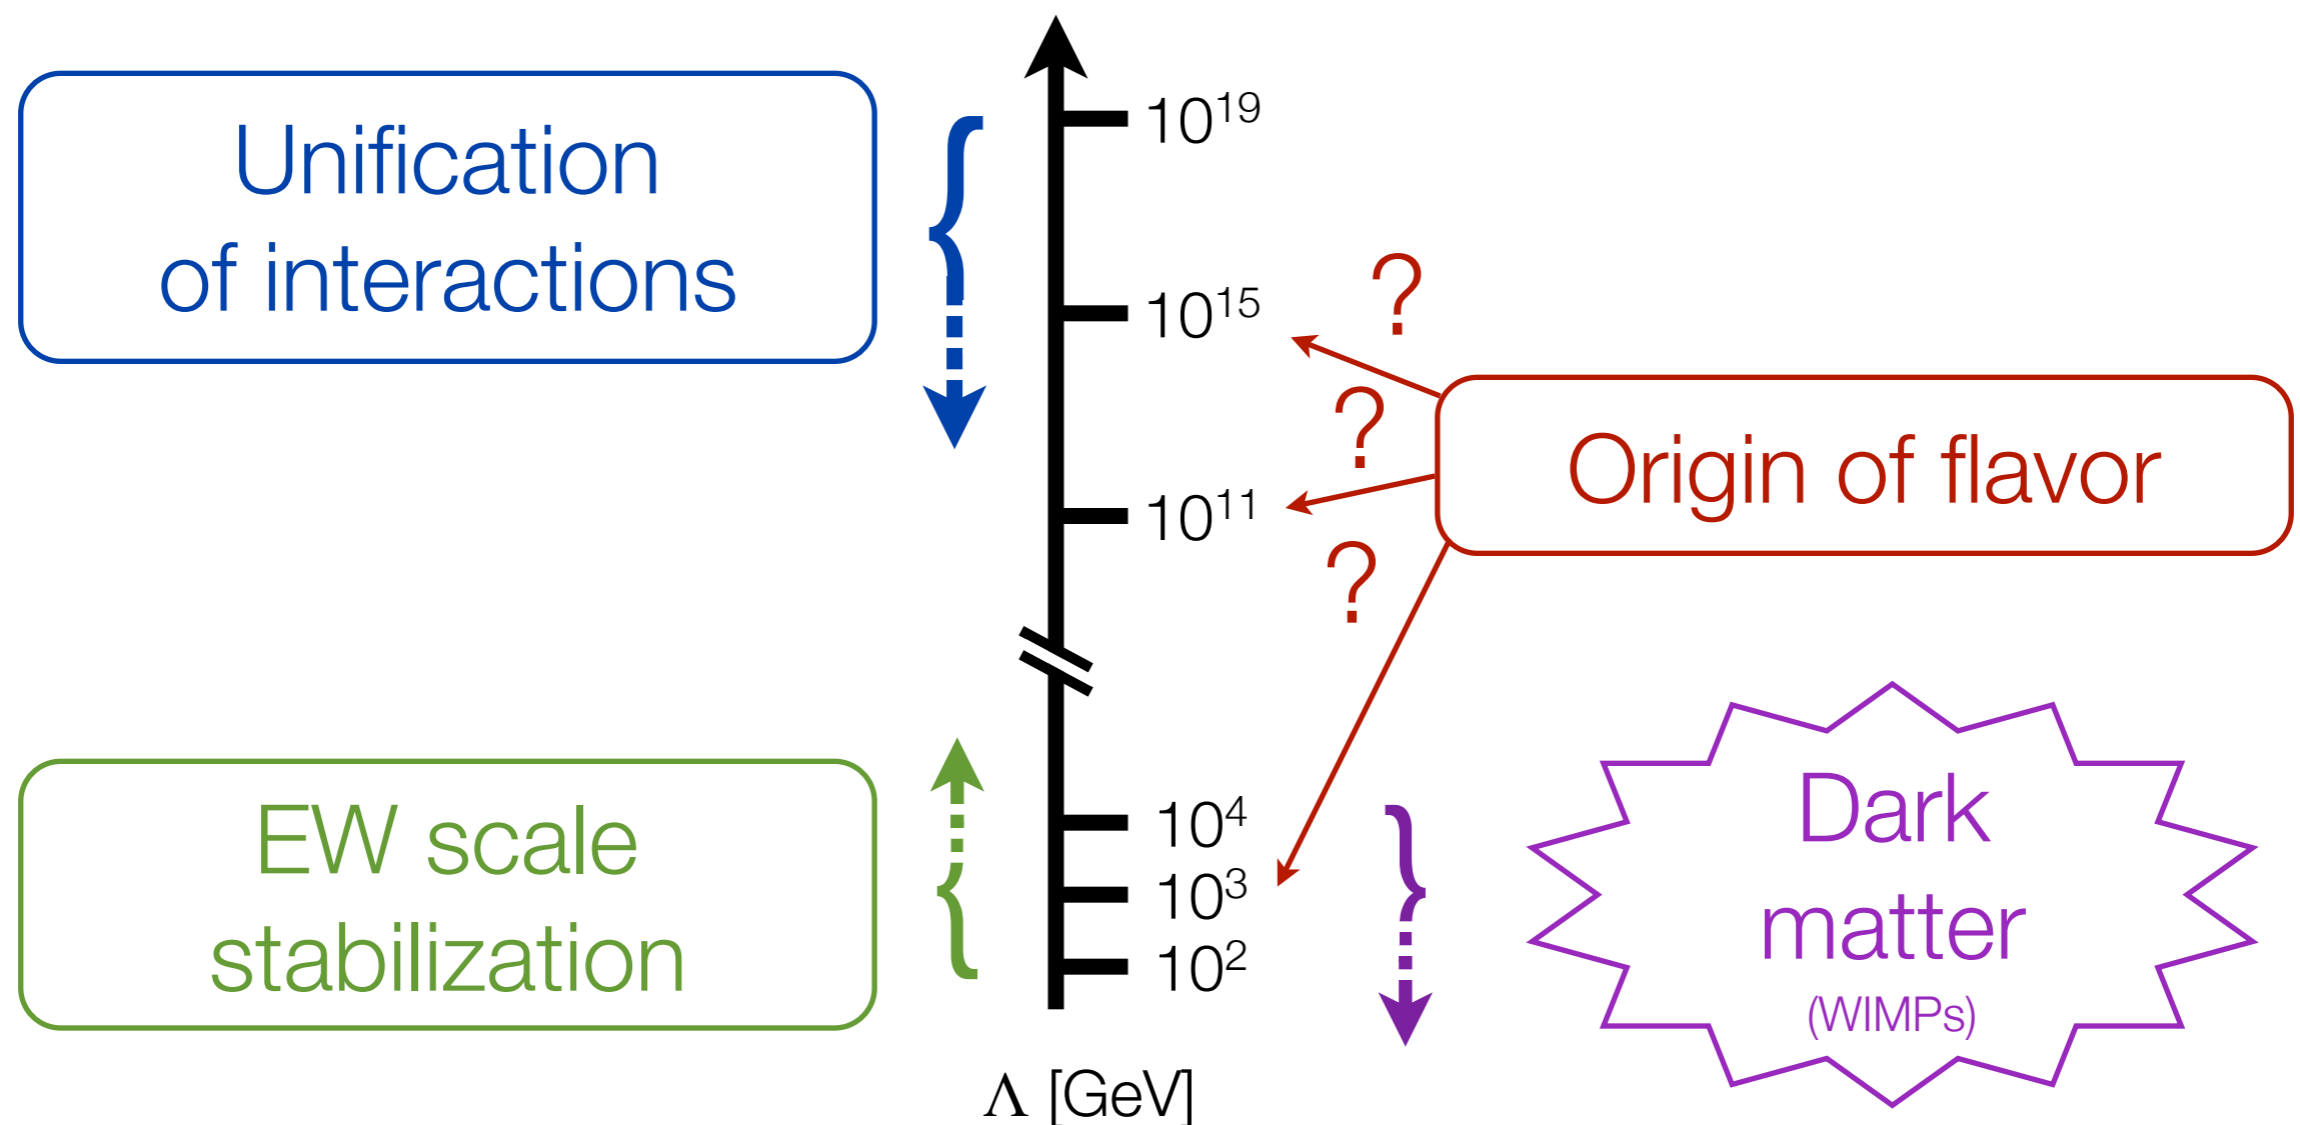 Unification
of interactions
10¹⁹
10¹⁵
10¹¹
?
?
?
Origin of flavor
EW scale
stabilization
10⁴
10³
10²
Λ [GeV]
Dark
matter
(WIMPs)